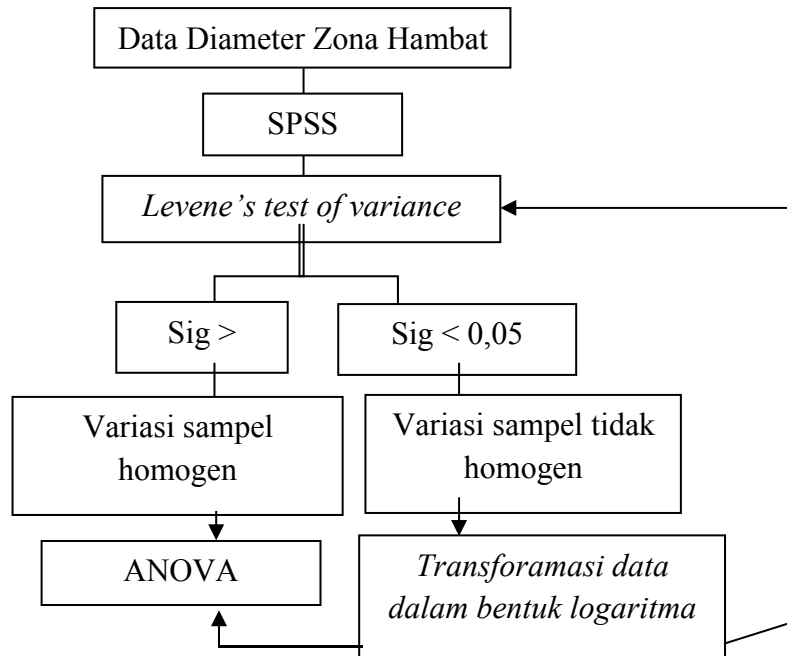 Data Diameter Zona Hambat
SPSS
Levene’s test of variance
Sig >
Sig < 0,05
Variasi sampel
homogen
Variasi sampel tidak
homogen
ANOVA
Transforamasi data
dalam bentuk logaritma